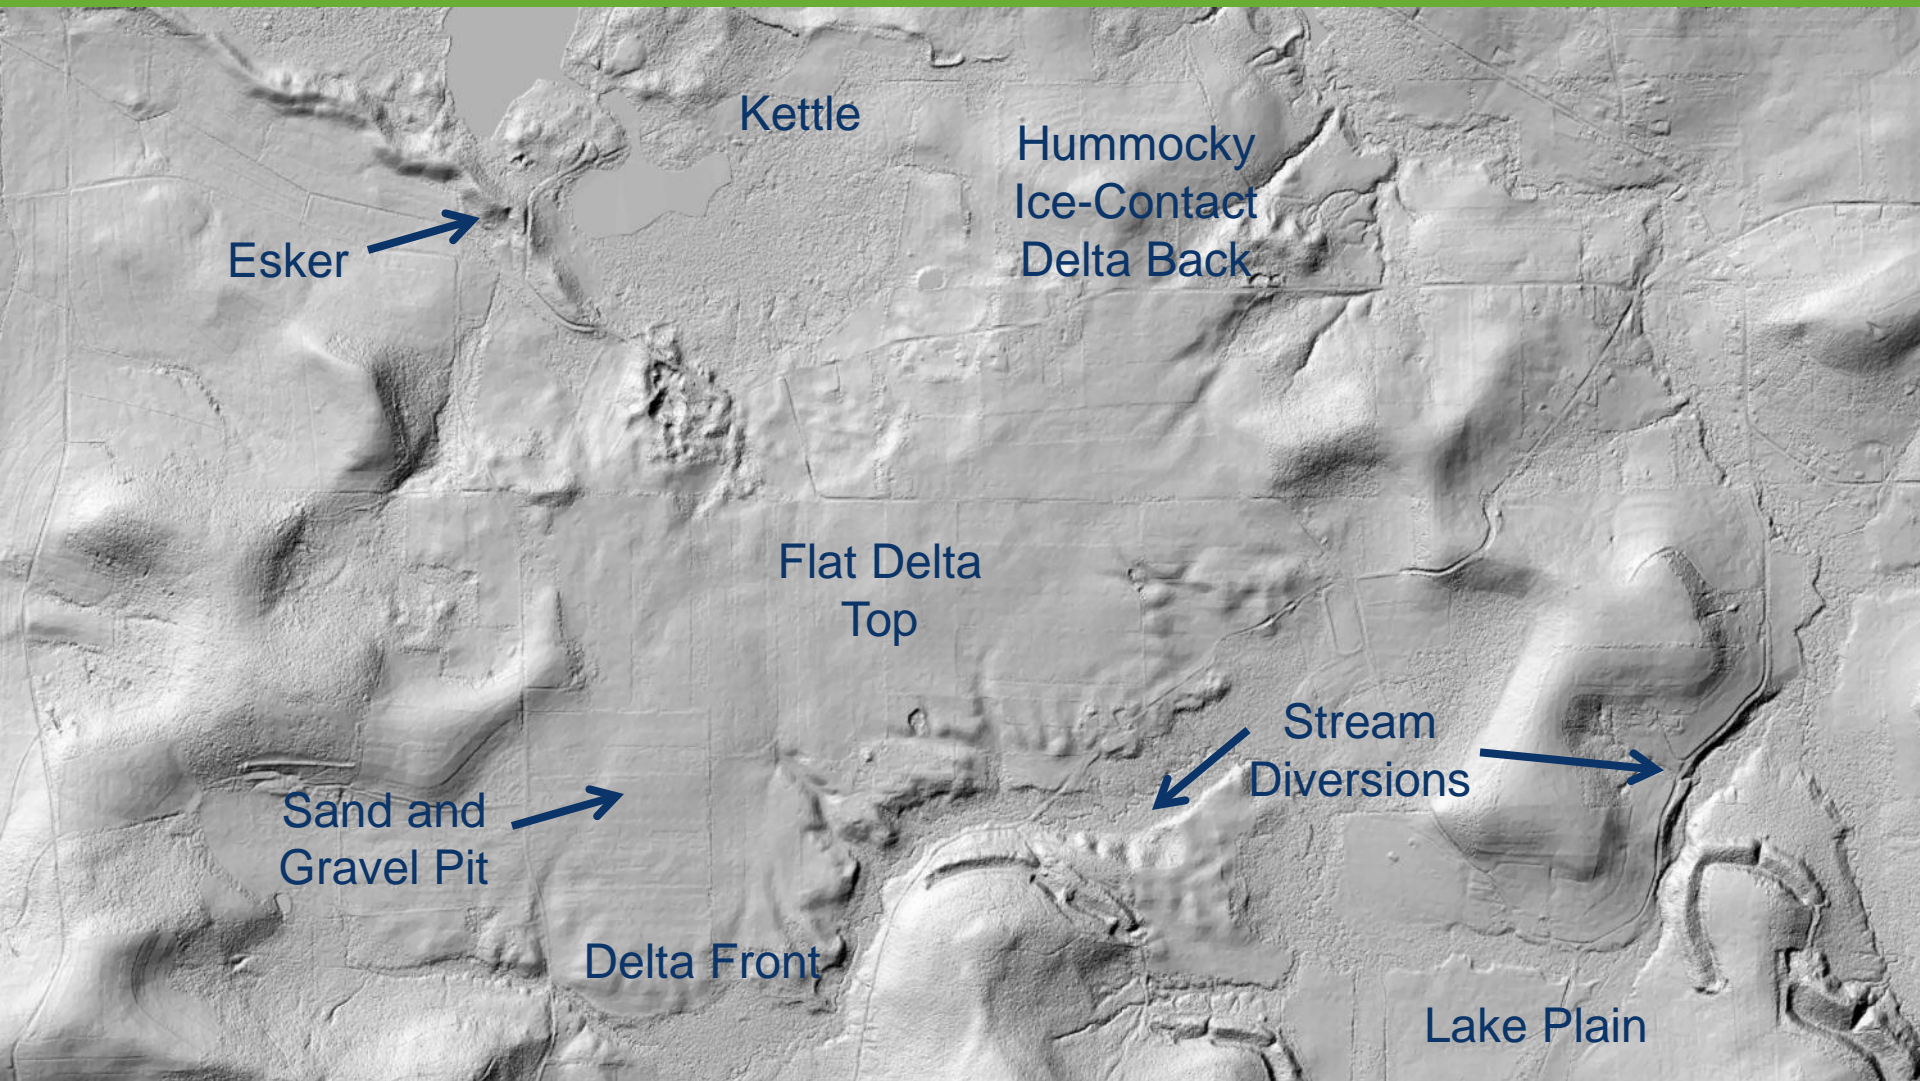 Kettle
Hummocky
Ice-Contact
Delta Back
Esker
Flat Delta
Top
Stream
Diversions
Sand and
Gravel Pit
Delta Front
Lake Plain